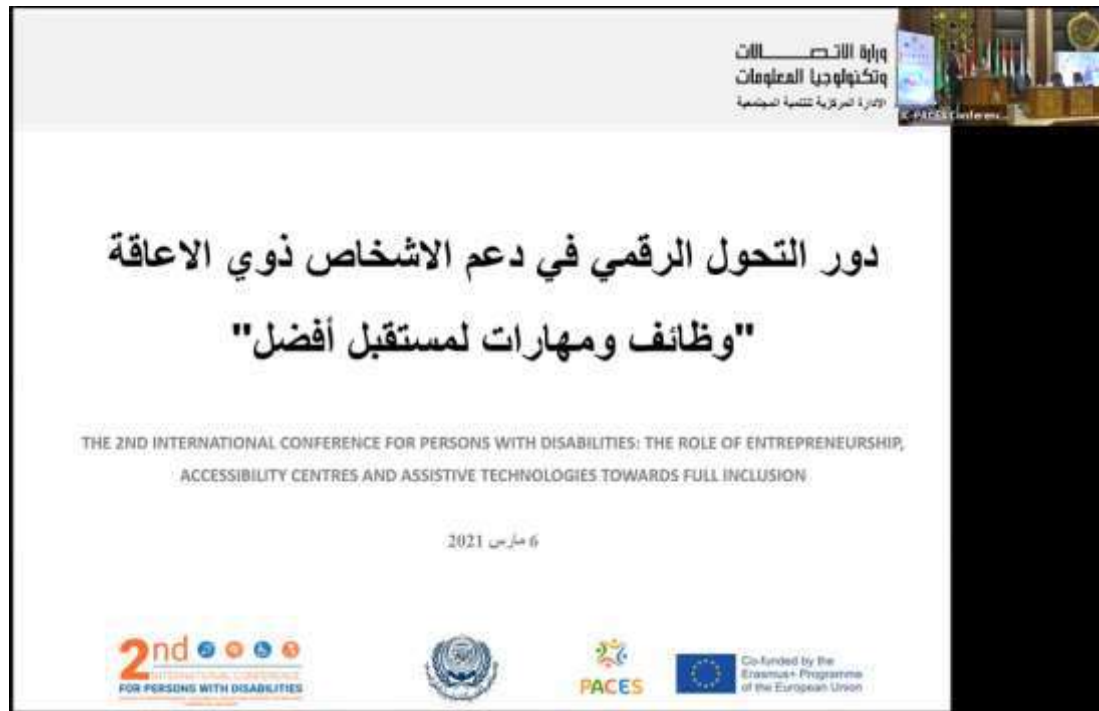 وزارة الاتصالات
وتكنولوجيا المعلومات
الادارة المركزية للتنمية المجتمعية
دور التحول الرقمي في دعم الاشخاص ذوي الاعاقة
"وظائف ومهارات لمستقبل أفضل"
THE 2ND INTERNATIONAL CONFERENCE FOR PERSONS WITH DISABILITIES: THE ROLE OF ENTREPRENEURSHIP,
ACCESSIBILITY CENTRES AND ASSISTIVE TECHNOLOGIES TOWARDS FULL INCLUSION
6 مارس 2021
2nd
INTERNATIONAL CONFERENCE
FOR PERSONS WITH DISABILITIES
PACES
Co-funded by the
Erasmus+ Programme
of the European Union